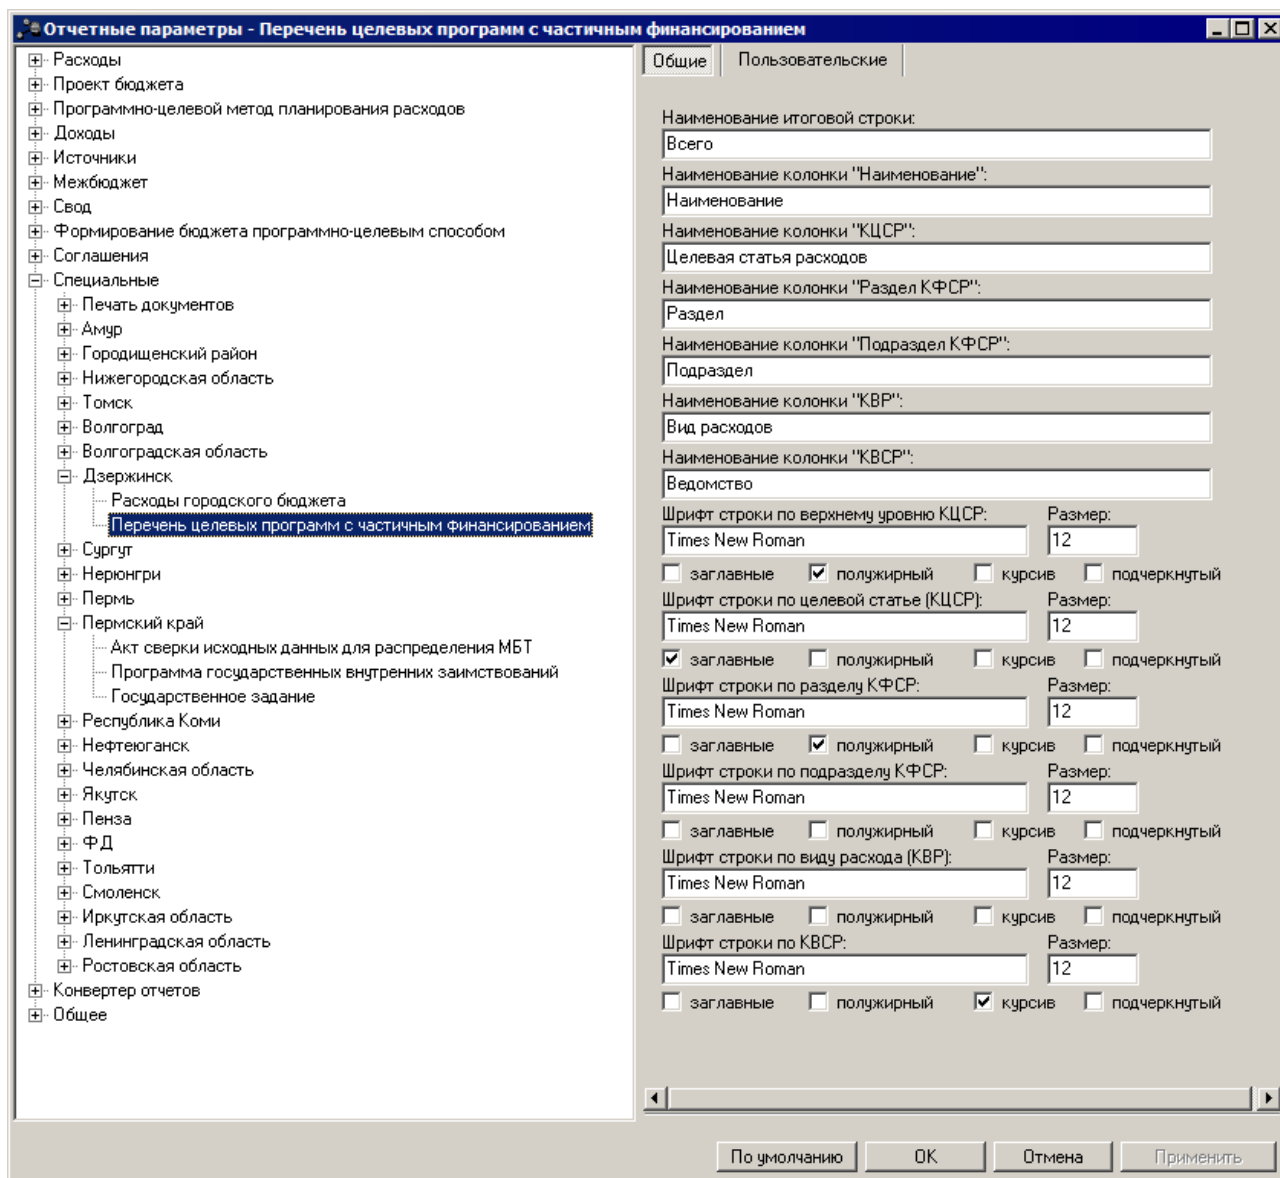 Отчетные параметры - Перечень целевых программ с частичным финансированием
Расходы
Проект бюджета
Программно-целевой метод планирования расходов
Доходы
Источники
Межбюджет
Свод
Формирование бюджета программно-целевым способом
Соглашения
Специальные
Печать документов
Амур
Городищенский район
Нижегородская область
Томск
Волгоград
Волгоградская область
Дзержинск
Расходы городского бюджета
Перечень целевых программ с частичным финансированием
Сургут
Нерюнгри
Пермь
Пермский край
Акт сверки исходных данных для распределения МБТ
Программа государственных внутренних заимствований
Государственное задание
Республика Коми
Нефтеюганск
Челябинская область
Якутск
Пенза
ФД
Тольятти
Смоленск
Иркутская область
Ленинградская область
Ростовская область
Конвертер отчетов
Общее
Общие Пользовательские
Наименование итоговой строки:
Всего
Наименование колонки "Наименование":
Наименование
Наименование колонки "КЦСР":
Целевая статья расходов
Наименование колонки "Раздел КФСР":
Раздел
Наименование колонки "Подраздел КФСР":
Подраздел
Наименование колонки "КВР":
Вид расходов
Наименование колонки "КВСР":
Ведомство
Шрифт строки по верхнему уровню КЦСР: Размер:
Times New Roman 12
заглавные полужирный курсив подчеркнутый
Шрифт строки по целевой статье (КЦСР): Размер:
Times New Roman 12
заглавные полужирный курсив подчеркнутый
Шрифт строки по разделу КФСР: Размер:
Times New Roman 12
заглавные полужирный курсив подчеркнутый
Шрифт строки по подразделу КФСР: Размер:
Times New Roman 12
заглавные полужирный курсив подчеркнутый
Шрифт строки по виду расхода (КВР): Размер:
Times New Roman 12
заглавные полужирный курсив подчеркнутый
Шрифт строки по КВСР: Размер:
Times New Roman 12
заглавные полужирный курсив подчеркнутый
По умолчанию OK Отмена Применить